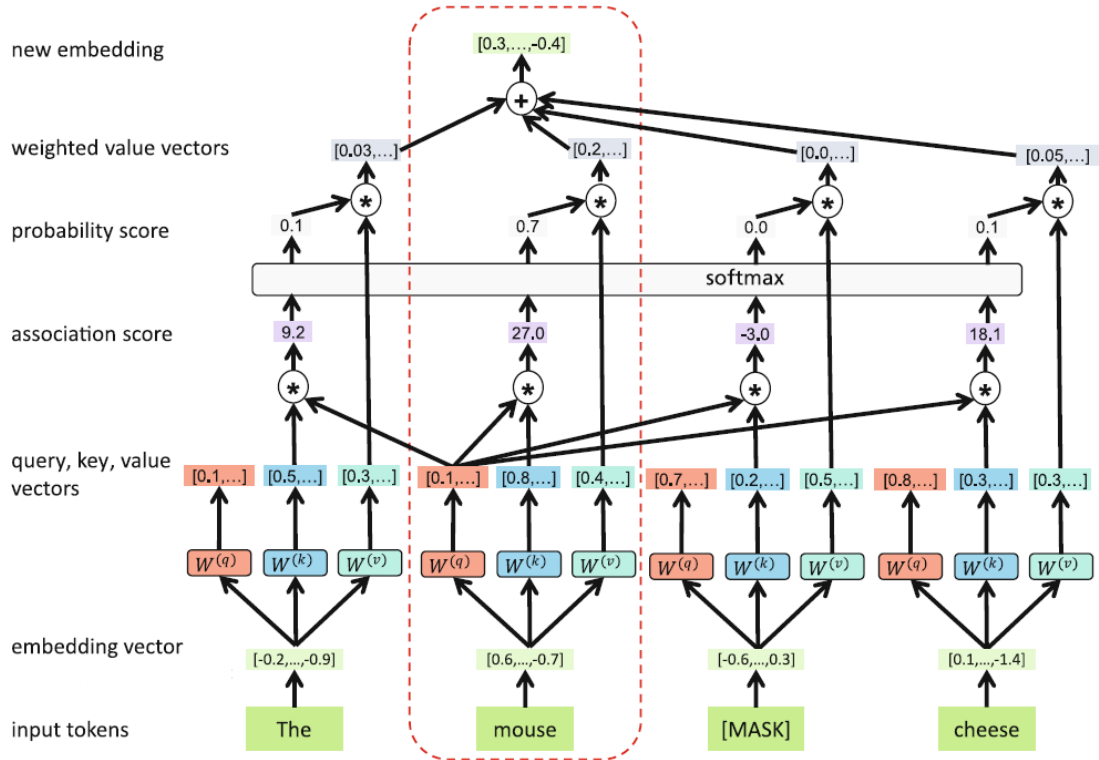 new embedding
[0.3,...,-0.4]
+
weighted value vectors
[0.03,...]
[0.2,...]
[0.0,...]
[0.05,...]
* * * *
probability score
0.1
0.7
0.0
0.1
softmax
association score
9.2
27.0
-3.0
18.1
* * * *
query, key, value
vectors
[0.1,...] [0.5,...] [0.3,...]
[0.1,...] [0.8,...] [0.4,...]
[0.7,...] [0.2,...] [0.5,...]
[0.8,...] [0.3,...] [0.3,...]
W(q) W(k) W(v)
W(q) W(k) W(v)
W(q) W(k) W(v)
W(q) W(k) W(v)
embedding vector
[-0.2,...,-0.9]
[0.6,...,-0.7]
[-0.6,...,0.3]
[0.1,...,-1.4]
input tokens
The
mouse
[MASK]
cheese